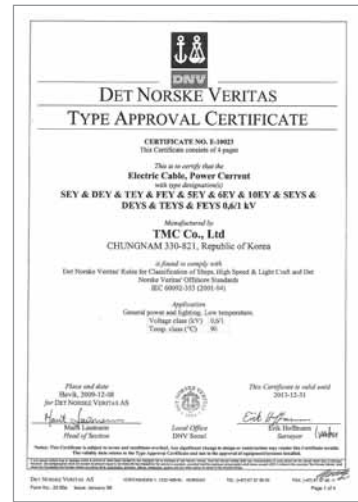 DNV
DET NORSKE VERITAS
TYPE APPROVAL CERTIFICATE
CERTIFICATE NO. E-10023
This Certificate consists of 4 pages
This is to certify that the
Electric Cable, Power Current
with type designation(s)
SEY & DEY & TEY & FEY & 5EY & 6EY & 10EY & SEYS &
DEYS & TEYS & FEYS 0,6/1 kV
Manufactured by
TMC Co., Ltd
CHUNGNAM 330-821, Republic of Korea
is found to comply with
Det Norske Veritas' Rules for Classification of Ships, High Speed & Light Craft and Det
Norske Veritas' Offshore Standards
IEC 60092-353 (2001-04)
Application
General power and lighting. Low temperature.
Voltage class (kV) 0,6/1
Temp. class (°C) 90
Place and date
Høvik, 2009-12-08
for DET NORSKE VERITAS AS
This Certificate is valid until
2013-12-31
Head of Section
Local Office
DNV Seoul
Erik Hoffmann
Surveyor
DET NORSKE VERITAS AS
Page 1 of 4